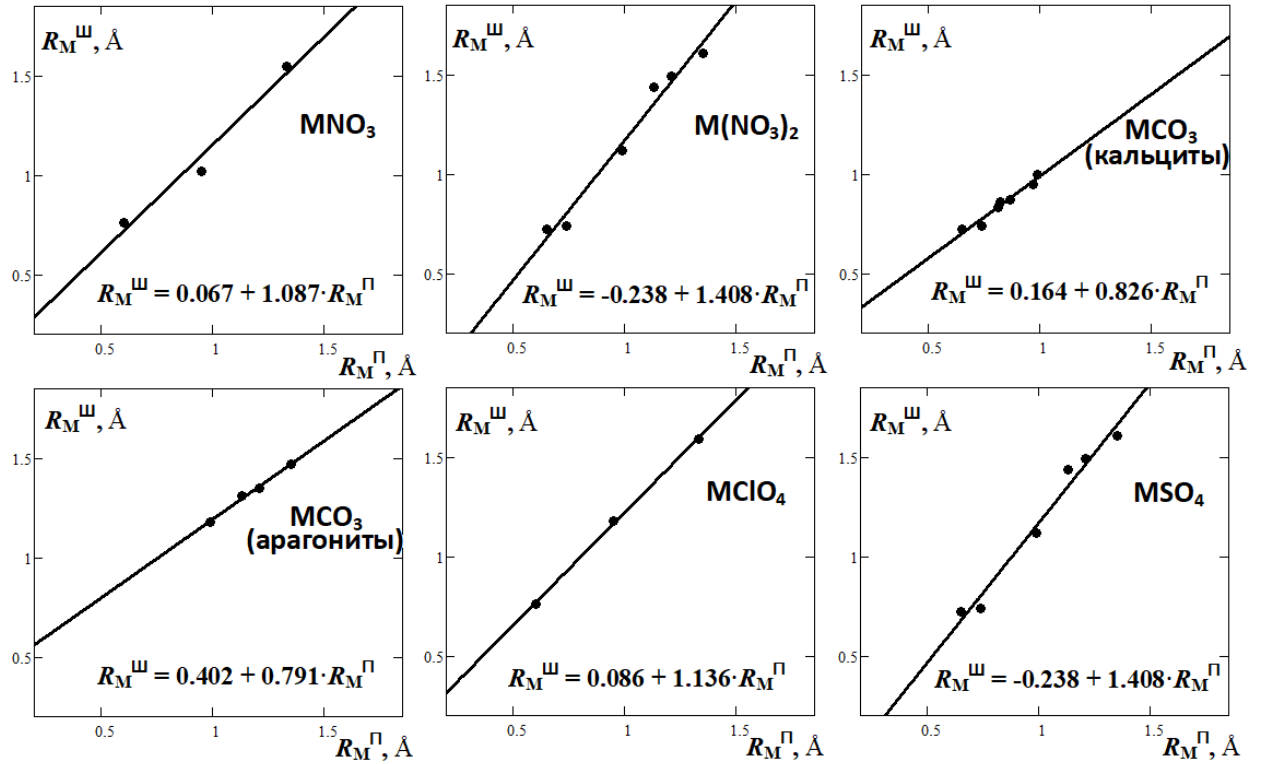 R_M^Ш, Å
1.5
MNO₃
1
0.5
R_M^Ш = 0.067 + 1.087·R_M^П
0.5
1
1.5
R_M^П, Å
R_M^Ш, Å
1.5
M(NO₃)₂
1
0.5
R_M^Ш = -0.238 + 1.408·R_M^П
0.5
1
1.5
R_M^П, Å
R_M^Ш, Å
1.5
MCO₃
(кальциты)
1
0.5
R_M^Ш = 0.164 + 0.826·R_M^П
0.5
1
1.5
R_M^П, Å
R_M^Ш, Å
1.5
MCO₃
(арагониты)
1
0.5
R_M^Ш = 0.402 + 0.791·R_M^П
0.5
1
1.5
R_M^П, Å
R_M^Ш, Å
1.5
MClO₄
1
0.5
R_M^Ш = 0.086 + 1.136·R_M^П
0.5
1
1.5
R_M^П, Å
R_M^Ш, Å
1.5
MSO₄
1
0.5
R_M^Ш = -0.238 + 1.408·R_M^П
0.5
1
1.5
R_M^П, Å